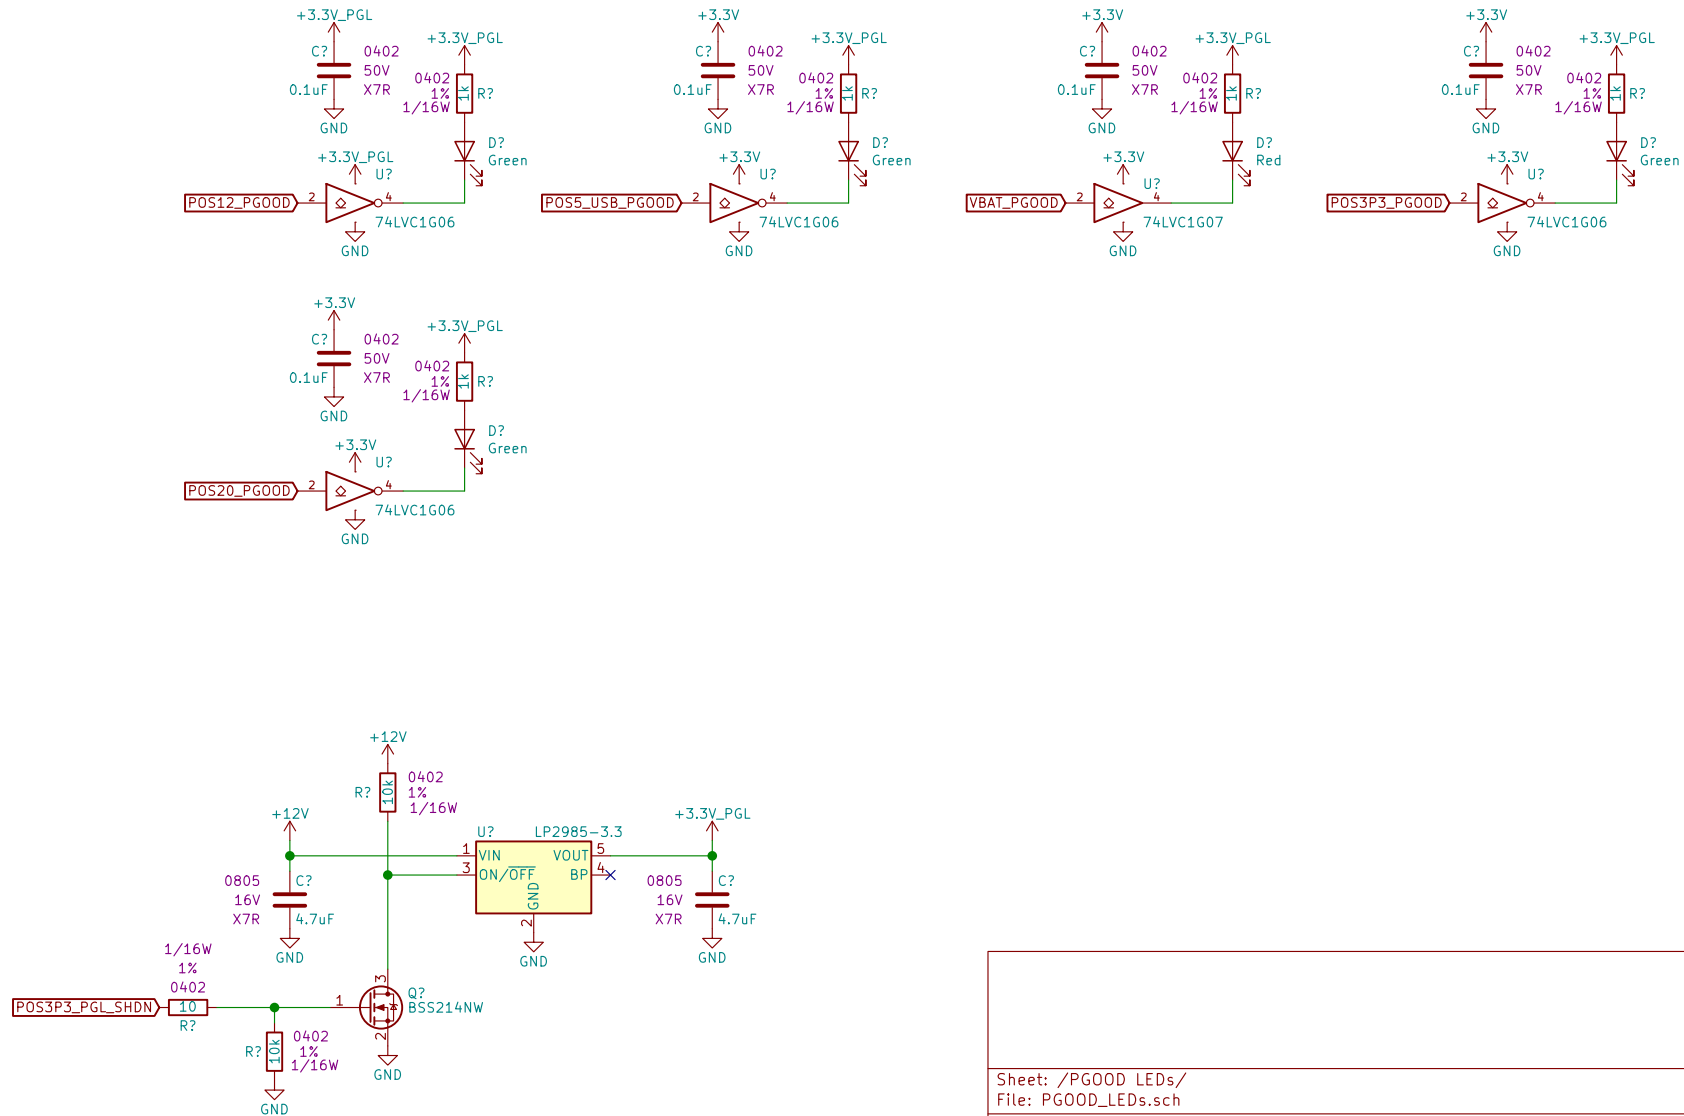 +3.3V_PGL
C?
0402
50V
X7R
0.1uF
GND
+3.3V_PGL
0402
1%
1/16W
1k
R?
D?
Green
+3.3V_PGL
U?
POS12_PGOOD
2
4
74LVC1G06
GND
+3.3V
C?
0402
50V
X7R
0.1uF
GND
+3.3V_PGL
0402
1%
1/16W
1k
R?
D?
Green
+3.3V
U?
POS5_USB_PGOOD
2
4
74LVC1G06
GND
+3.3V
C?
0402
50V
X7R
0.1uF
GND
+3.3V_PGL
0402
1%
1/16W
1k
R?
D?
Red
+3.3V
U?
VBAT_PGOOD
2
4
74LVC1G07
GND
+3.3V
C?
0402
50V
X7R
0.1uF
GND
+3.3V_PGL
0402
1%
1/16W
1k
R?
D?
Green
+3.3V
U?
POS3P3_PGOOD
2
4
74LVC1G06
GND
+3.3V
C?
0402
50V
X7R
0.1uF
GND
+3.3V_PGL
0402
1%
1/16W
1k
R?
D?
Green
+3.3V
U?
POS20_PGOOD
2
4
74LVC1G06
GND
+12V
R?
10k
0402
1%
1/16W
+12V
0805
16V
X7R
C?
4.7uF
GND
U?
LP2985-3.3
1
VIN
3
ON/OFF
VOUT
5
BP
4
GND
2
GND
+3.3V_PGL
0805
16V
X7R
C?
4.7uF
GND
1/16W
1%
0402
POS3P3_PGL_SHDN
10
R?
1
3
2
Q?
BSS214NW
GND
R?
10k
0402
1%
1/16W
GND
Sheet: /PGOOD LEDs/
File: PGOOD_LEDs.sch